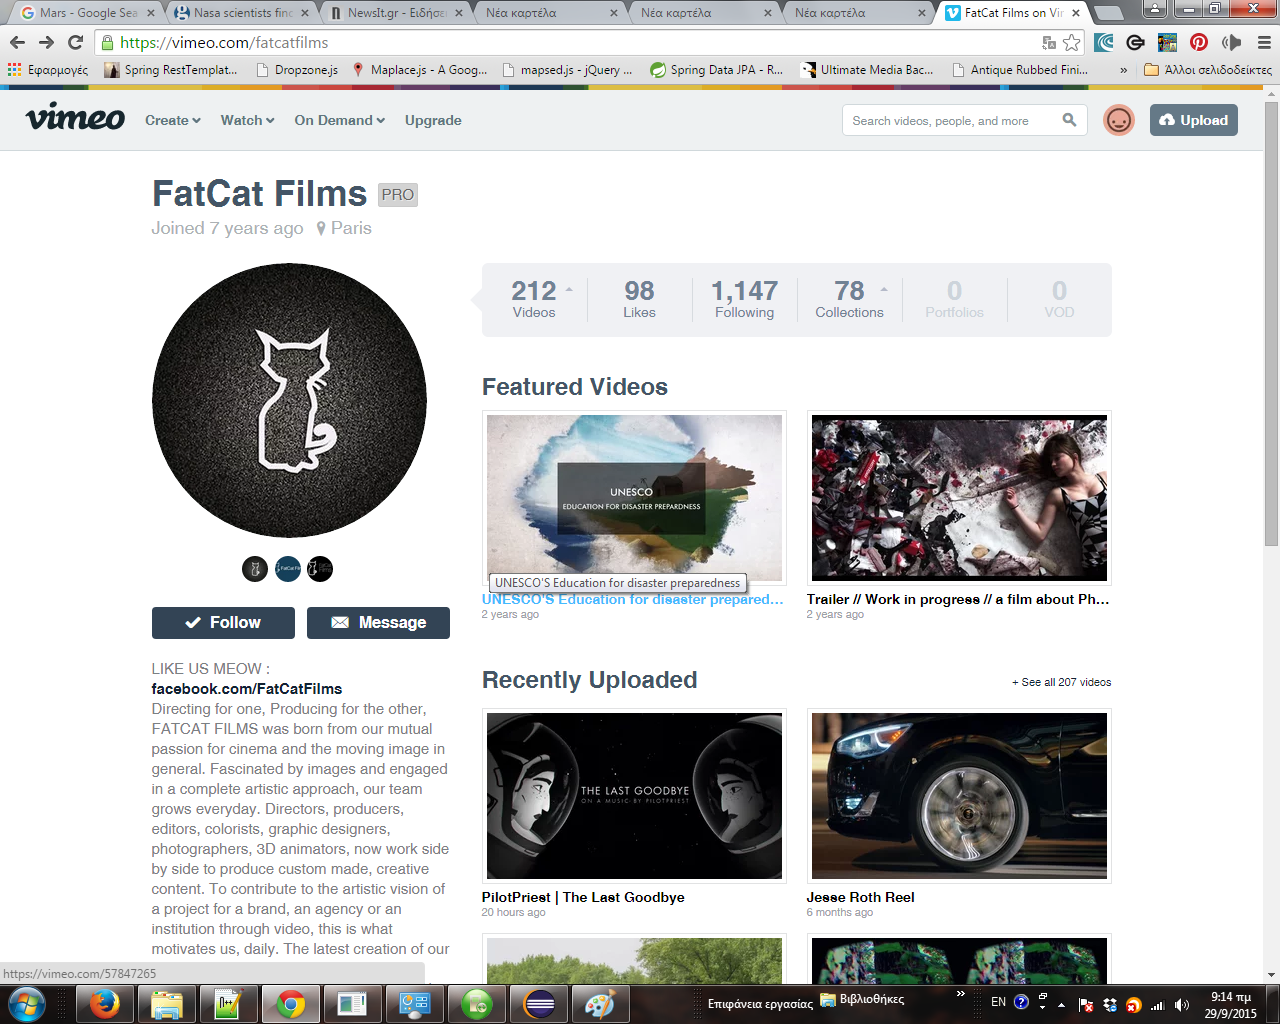 Mars - Google Sea
Nasa scientists find
NewsIt.gr - Ειδήσει
Νέα καρτέλα
Νέα καρτέλα
Νέα καρτέλα
FatCat Films on Vim
https://vimeo.com/fatcatfilms
Εφαρμογές
Spring RestTemplat...
Dropzone.js
Maplace.js - A Goog...
mapsed.js - jQuery ...
Spring Data JPA - R...
Ultimate Media Bac...
Antique Rubbed Fini...
»
Άλλοι σελιδοδείκτες
vimeo
Create
Watch
On Demand
Upgrade
Search videos, people, and more
Upload
FatCat Films PRO
Joined 7 years ago Paris
212
Videos
98
Likes
1,147
Following
78
Collections
0
Portfolios
0
VOD
Featured Videos
UNESCO
EDUCATION FOR DISASTER PREPARDNESS
UNESCO'S Education for disaster preparedness
UNESCO'S Education for disaster prepared...
2 years ago
Trailer // Work in progress // a film about Ph...
2 years ago
Follow
Message
LIKE US MEOW :
facebook.com/FatCatFilms
Directing for one, Producing for the other,
FATCAT FILMS was born from our mutual
passion for cinema and the moving image in
general. Fascinated by images and engaged
in a complete artistic approach, our team
grows everyday. Directors, producers,
editors, colorists, graphic designers,
photographers, 3D animators, now work side
by side to produce custom made, creative
content. To contribute to the artistic vision of
a project for a brand, an agency or an
institution through video, this is what
motivates us, daily. The latest creation of our
Recently Uploaded
+ See all 207 videos
THE LAST GOODBYE
ON A MUSIC BY PILOTPRIEST
PilotPriest | The Last Goodbye
20 hours ago
Jesse Roth Reel
6 months ago
https://vimeo.com/57847265
Επιφάνεια εργασίας
Βιβλιοθήκες
»
EN
9:14 πμ
29/9/2015